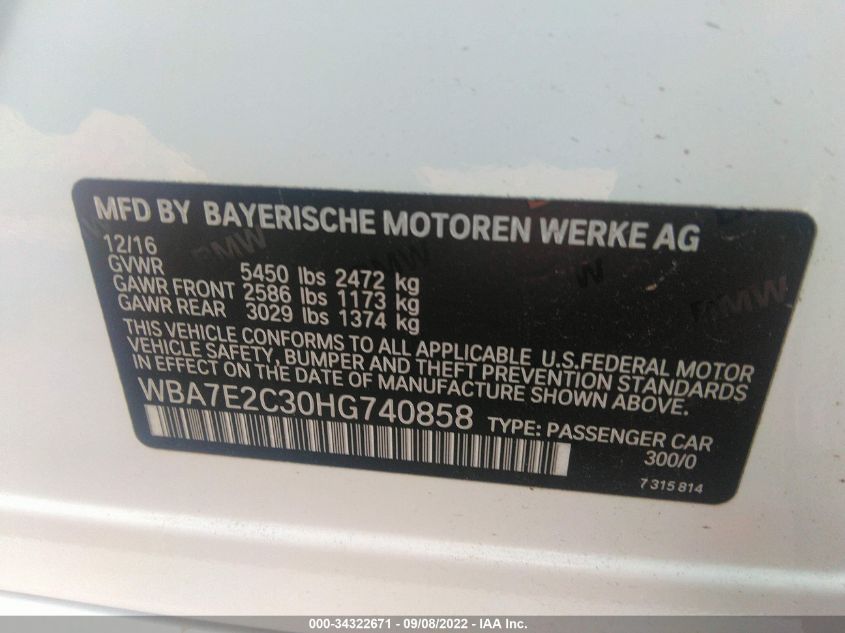 MFD BY BAYERISCHE MOTOREN WERKE AG
12/16
GVWR 5450 lbs 2472 kg
GAWR FRONT 2586 lbs 1173 kg
GAWR REAR 3029 lbs 1374 kg
THIS VEHICLE CONFORMS TO ALL APPLICABLE U.S.FEDERAL MOTOR
VEHICLE SAFETY, BUMPER AND THEFT PREVENTION STANDARDS
IN EFFECT ON THE DATE OF MANUFACTURE SHOWN ABOVE.
WBA7E2C30HG740858 TYPE: PASSENGER CAR
300/0
7 315 814
BMW
W
BMW
000-34322671 - 09/08/2022 - IAA Inc.